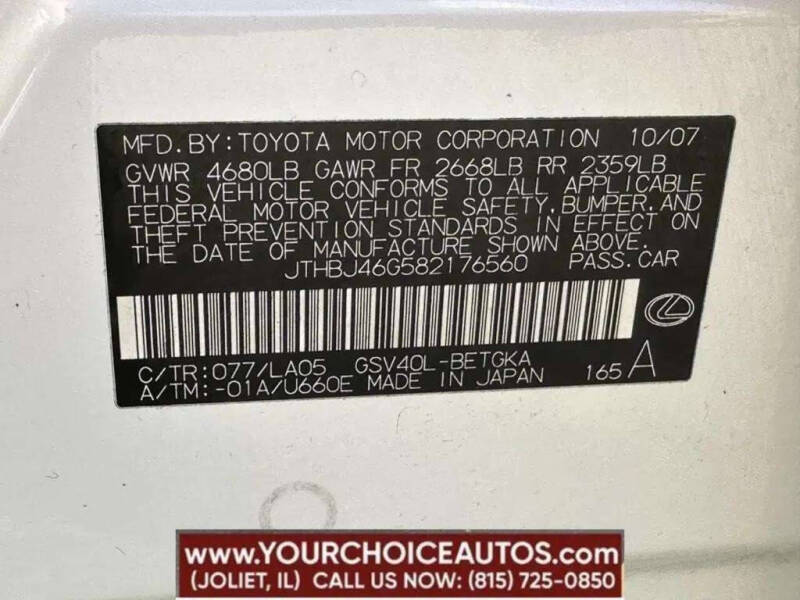 MFD. BY: TOYOTA MOTOR CORPORATION 10/07
GVWR 4680LB GAWR FR 2668LB RR 2359LB
THIS VEHICLE CONFORMS TO ALL APPLICABLE
FEDERAL MOTOR VEHICLE SAFETY, BUMPER, AND
THEFT PREVENTION STANDARDS IN EFFECT ON
THE DATE OF MANUFACTURE SHOWN ABOVE.
JTHBJ46G582176560 PASS. CAR
C/TR: 077/LA05 GSV40L-BETGKA
A/TM: -01A/U660E MADE IN JAPAN 165 A
www.YOURCHOICEAUTOS.com
(JOLIET, IL) CALL US NOW: (815) 725-0850